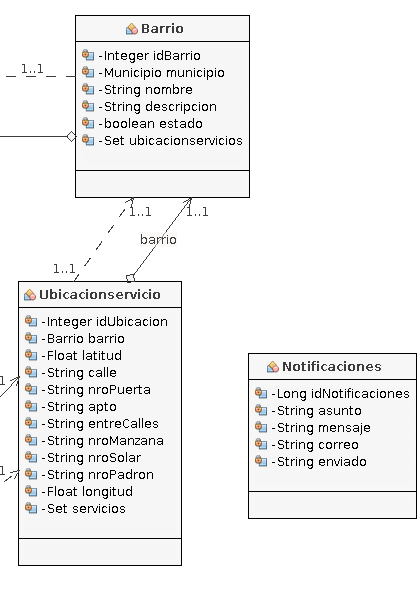 Barrio
1..1
-Integer idBarrio
-Municipio municipio
-String nombre
-String descripcion
-boolean estado
-Set ubicacionservicios
1..1
1..1
barrio
1..1
Ubicacionservicio
-Integer idUbicacion
-Barrio barrio
-Float latitud
-String calle
-String nroPuerta
-String apto
-String entreCalles
-String nroManzana
-String nroSolar
-String nroPadron
-Float longitud
-Set servicios
1
1
Notificaciones
-Long idNotificaciones
-String asunto
-String mensaje
-String correo
-String enviado